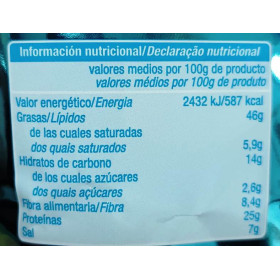 Información nutricional/Declaração nutricional
valores medios por 100g de producto
valores médios por 100g de produto
Valor energético/Energia 2432 kJ/587 kcal
Grasas/Lípidos 46g
de las cuales saturadas
dos quais saturados 5,9g
Hidratos de carbono 14g
de los cuales azúcares
dos quais açúcares 2,6g
Fibra alimentaria/Fibra 8,4g
Proteínas 25g
Sal 7g